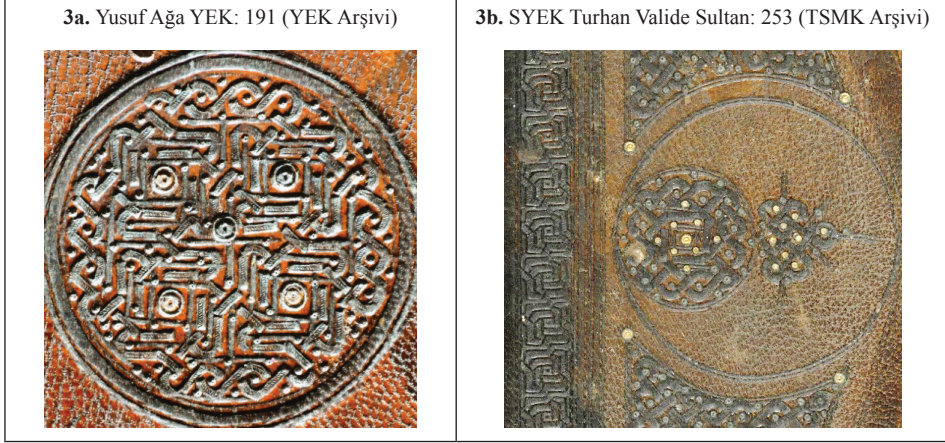 3a. Yusuf Ağa YEK: 191 (YEK Arşivi)
3b. SYEK Turhan Valide Sultan: 253 (TSMK Arşivi)